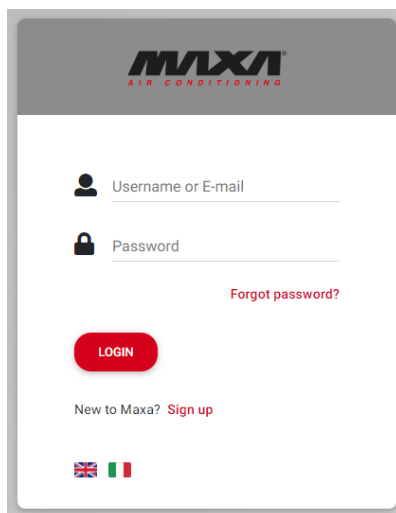 MAXA
AIR CONDITIONING
Username or E-mail
Password
Forgot password?
LOGIN
New to Maxa? Sign up